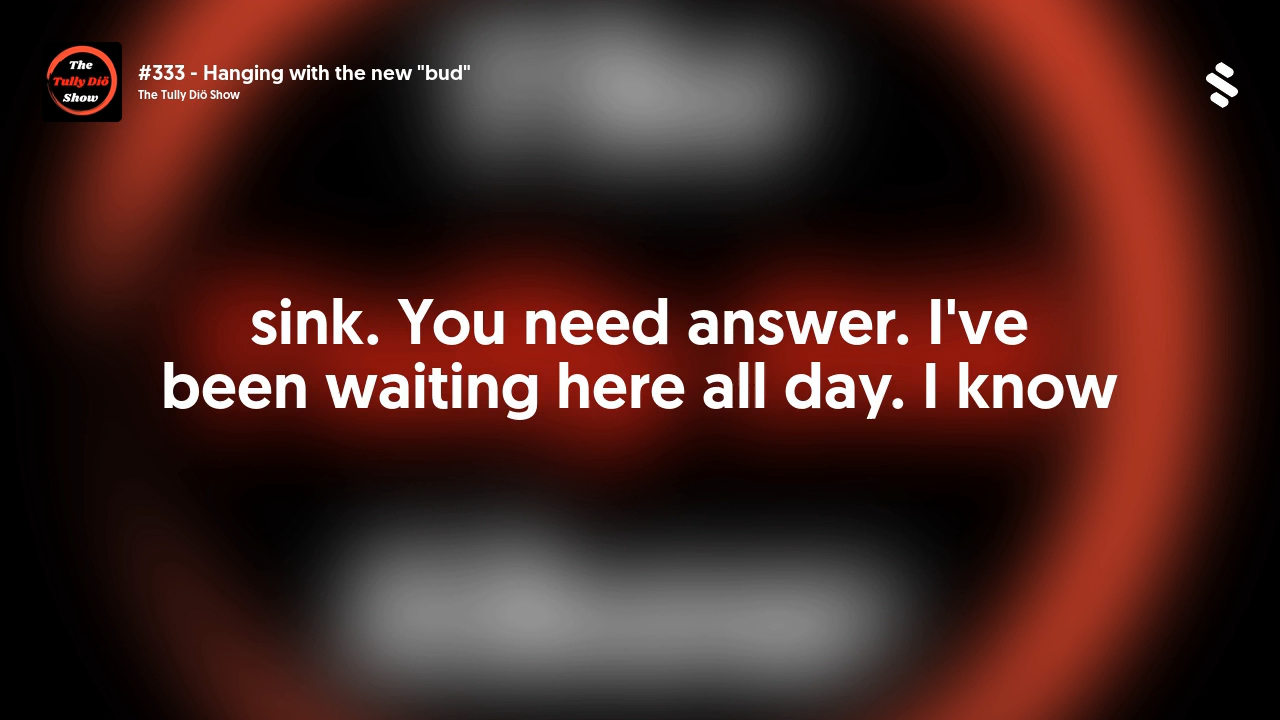 The
Tully Diö
Show
#333 - Hanging with the new "bud"
The Tully Diö Show
sink. You need answer. I've
been waiting here all day. I know